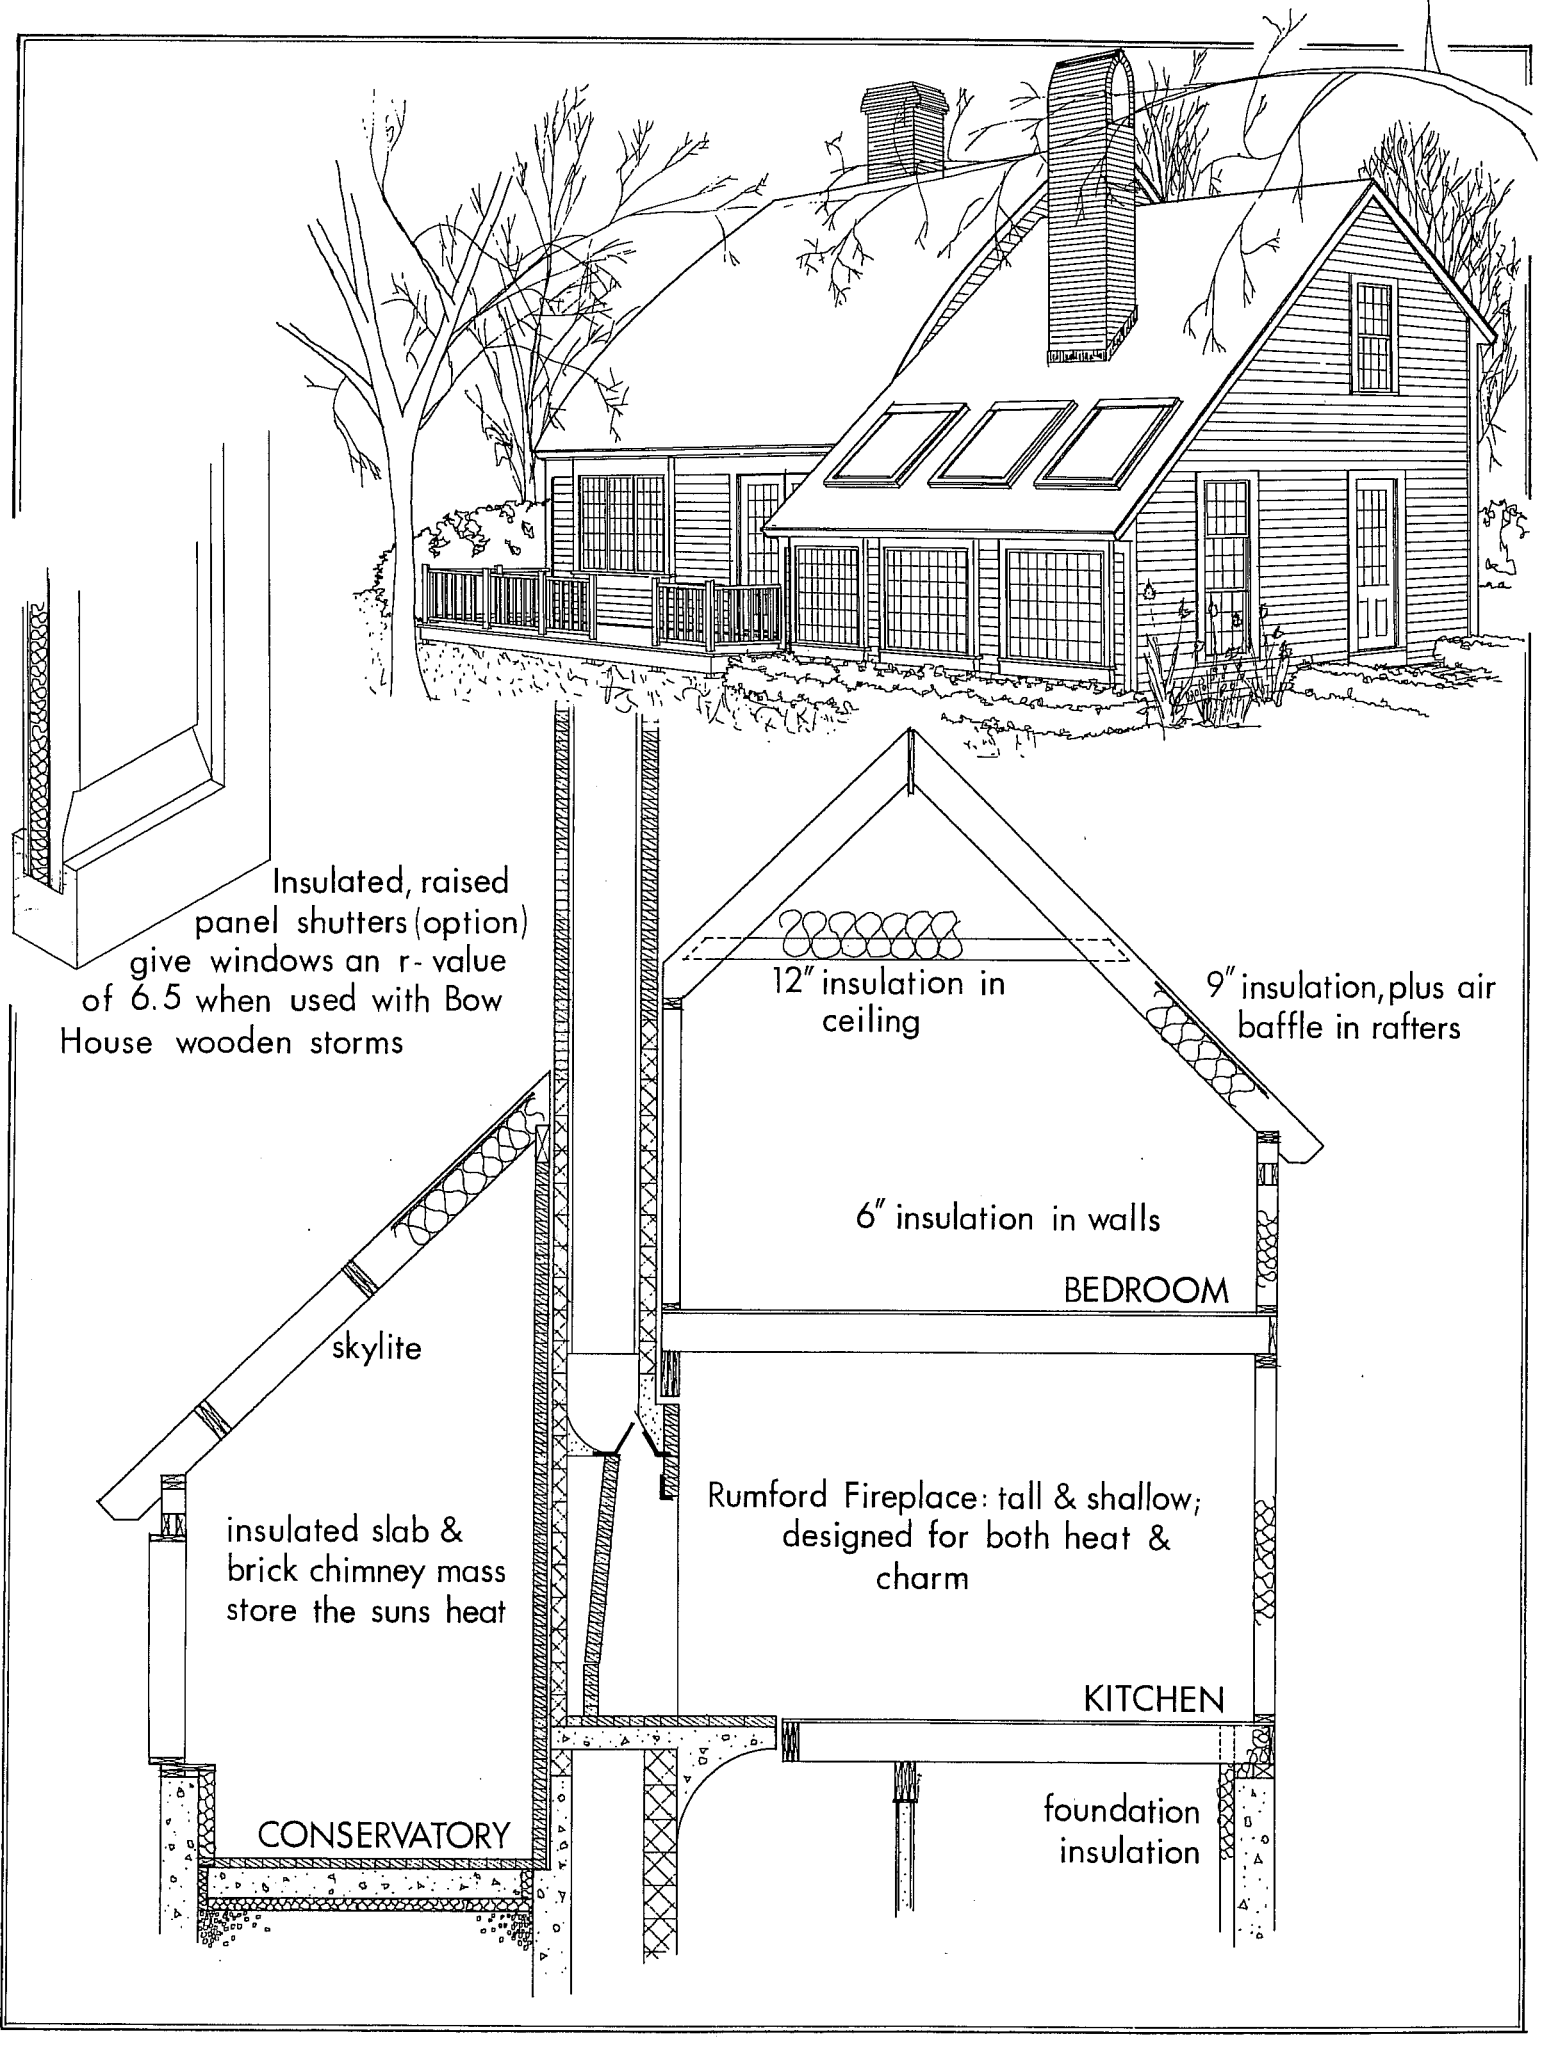 Insulated, raised
panel shutters (option)
give windows an r-value
of 6.5 when used with Bow
House wooden storms
12" insulation in
ceiling
9" insulation, plus air
baffle in rafters
6" insulation in walls
BEDROOM
skylite
insulated slab &
brick chimney mass
store the suns heat
Rumford Fireplace: tall & shallow;
designed for both heat &
charm
KITCHEN
CONSERVATORY
foundation
insulation